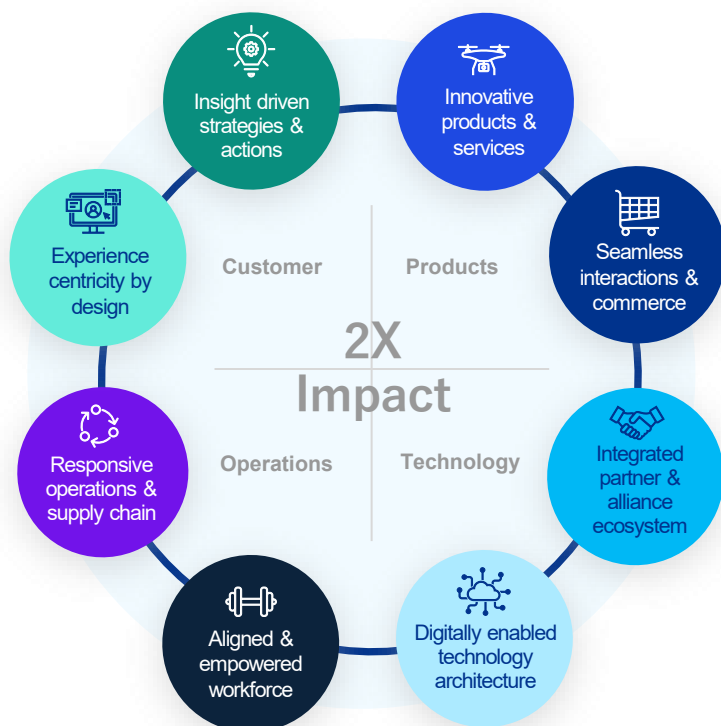 Insight driven
strategies &
actions
Innovative
products &
services
Experience
centricity by
design
Seamless
interactions &
commerce
Customer
Products
2X
Impact
Operations
Technology
Responsive
operations &
supply chain
Integrated
partner &
alliance
ecosystem
Aligned &
empowered
workforce
Digitally enabled
technology
architecture